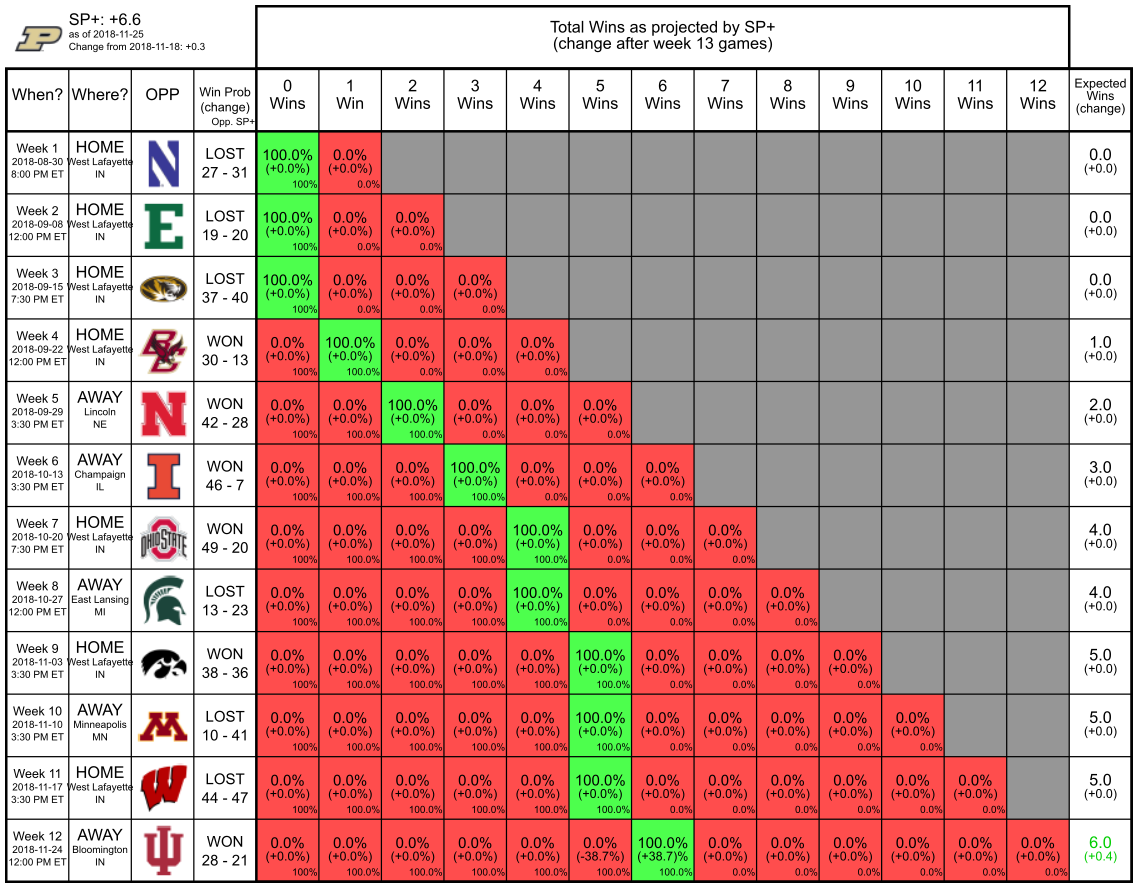 SP+: +6.6
as of 2018-11-25
Change from 2018-11-18: +0.3
Total Wins as projected by SP+
(change after week 13 games)
When? Where? OPP Win Prob (change) Opp. SP+ 0 Wins 1 Win 2 Wins 3 Wins 4 Wins 5 Wins 6 Wins 7 Wins 8 Wins 9 Wins 10 Wins 11 Wins 12 Wins Expected Wins (change)
Week 1 HOME LOST 100.0% 0.0% 0.0
2018-08-30 West Lafayette (+0.0%) (+0.0%) (+0.0)
8:00 PM ET IN 27 - 31 100% 0.0%
Week 2 HOME LOST 100.0% 0.0% 0.0% 0.0
2018-09-08 West Lafayette (+0.0%) (+0.0%) (+0.0%) (+0.0)
12:00 PM ET IN 19 - 20 100% 0.0% 0.0%
Week 3 HOME LOST 100.0% 0.0% 0.0% 0.0% 0.0
2018-09-15 West Lafayette (+0.0%) (+0.0%) (+0.0%) (+0.0%) (+0.0)
7:30 PM ET IN 37 - 40 100% 0.0% 0.0% 0.0%
Week 4 HOME WON 0.0% 100.0% 0.0% 0.0% 0.0% 1.0
2018-09-22 West Lafayette (+0.0%) (+0.0%) (+0.0%) (+0.0%) (+0.0%) (+0.0)
12:00 PM ET IN 30 - 13 100% 100.0% 0.0% 0.0% 0.0%
Week 5 AWAY WON 0.0% 0.0% 100.0% 0.0% 0.0% 0.0% 2.0
2018-09-29 Lincoln (+0.0%) (+0.0%) (+0.0%) (+0.0%) (+0.0%) (+0.0%) (+0.0)
3:30 PM ET NE 42 - 28 100% 100.0% 100.0% 0.0% 0.0% 0.0%
Week 6 AWAY WON 0.0% 0.0% 0.0% 100.0% 0.0% 0.0% 0.0% 3.0
2018-10-13 Champaign (+0.0%) (+0.0%) (+0.0%) (+0.0%) (+0.0%) (+0.0%) (+0.0%) (+0.0)
3:30 PM ET IL 46 - 7 100% 100.0% 100.0% 100.0% 0.0% 0.0% 0.0%
Week 7 HOME OHIO STATE WON 0.0% 0.0% 0.0% 0.0% 100.0% 0.0% 0.0% 0.0% 4.0
2018-10-20 West Lafayette (+0.0%) (+0.0%) (+0.0%) (+0.0%) (+0.0%) (+0.0%) (+0.0%) (+0.0%) (+0.0)
7:30 PM ET IN 49 - 20 100% 100.0% 100.0% 100.0% 100.0% 0.0% 0.0% 0.0%
Week 8 AWAY LOST 0.0% 0.0% 0.0% 0.0% 100.0% 0.0% 0.0% 0.0% 0.0% 4.0
2018-10-27 East Lansing (+0.0%) (+0.0%) (+0.0%) (+0.0%) (+0.0%) (+0.0%) (+0.0%) (+0.0%) (+0.0%) (+0.0)
12:00 PM ET MI 13 - 23 100% 100.0% 100.0% 100.0% 100.0% 0.0% 0.0% 0.0% 0.0%
Week 9 HOME WON 0.0% 0.0% 0.0% 0.0% 0.0% 100.0% 0.0% 0.0% 0.0% 0.0% 5.0
2018-11-03 West Lafayette (+0.0%) (+0.0%) (+0.0%) (+0.0%) (+0.0%) (+0.0%) (+0.0%) (+0.0%) (+0.0%) (+0.0%) (+0.0)
3:30 PM ET IN 38 - 36 100% 100.0% 100.0% 100.0% 100.0% 100.0% 0.0% 0.0% 0.0% 0.0%
Week 10 AWAY LOST 0.0% 0.0% 0.0% 0.0% 0.0% 100.0% 0.0% 0.0% 0.0% 0.0% 0.0% 5.0
2018-11-10 Minneapolis (+0.0%) (+0.0%) (+0.0%) (+0.0%) (+0.0%) (+0.0%) (+0.0%) (+0.0%) (+0.0%) (+0.0%) (+0.0%) (+0.0)
3:30 PM ET MN 10 - 41 100% 100.0% 100.0% 100.0% 100.0% 100.0% 0.0% 0.0% 0.0% 0.0% 0.0%
Week 11 HOME LOST 0.0% 0.0% 0.0% 0.0% 0.0% 100.0% 0.0% 0.0% 0.0% 0.0% 0.0% 0.0% 5.0
2018-11-17 West Lafayette (+0.0%) (+0.0%) (+0.0%) (+0.0%) (+0.0%) (+0.0%) (+0.0%) (+0.0%) (+0.0%) (+0.0%) (+0.0%) (+0.0%) (+0.0)
3:30 PM ET IN 44 - 47 100% 100.0% 100.0% 100.0% 100.0% 100.0% 0.0% 0.0% 0.0% 0.0% 0.0% 0.0%
Week 12 AWAY WON 0.0% 0.0% 0.0% 0.0% 0.0% 0.0% 100.0% 0.0% 0.0% 0.0% 0.0% 0.0% 0.0% 6.0
2018-11-24 Bloomington (+0.0%) (+0.0%) (+0.0%) (+0.0%) (+0.0%) (-38.7%) (+38.7)% (+0.0%) (+0.0%) (+0.0%) (+0.0%) (+0.0%) (+0.0%) (+0.4)
12:00 PM ET IN 28 - 21 100% 100.0% 100.0% 100.0% 100.0% 100.0% 100.0% 0.0% 0.0% 0.0% 0.0% 0.0% 0.0%